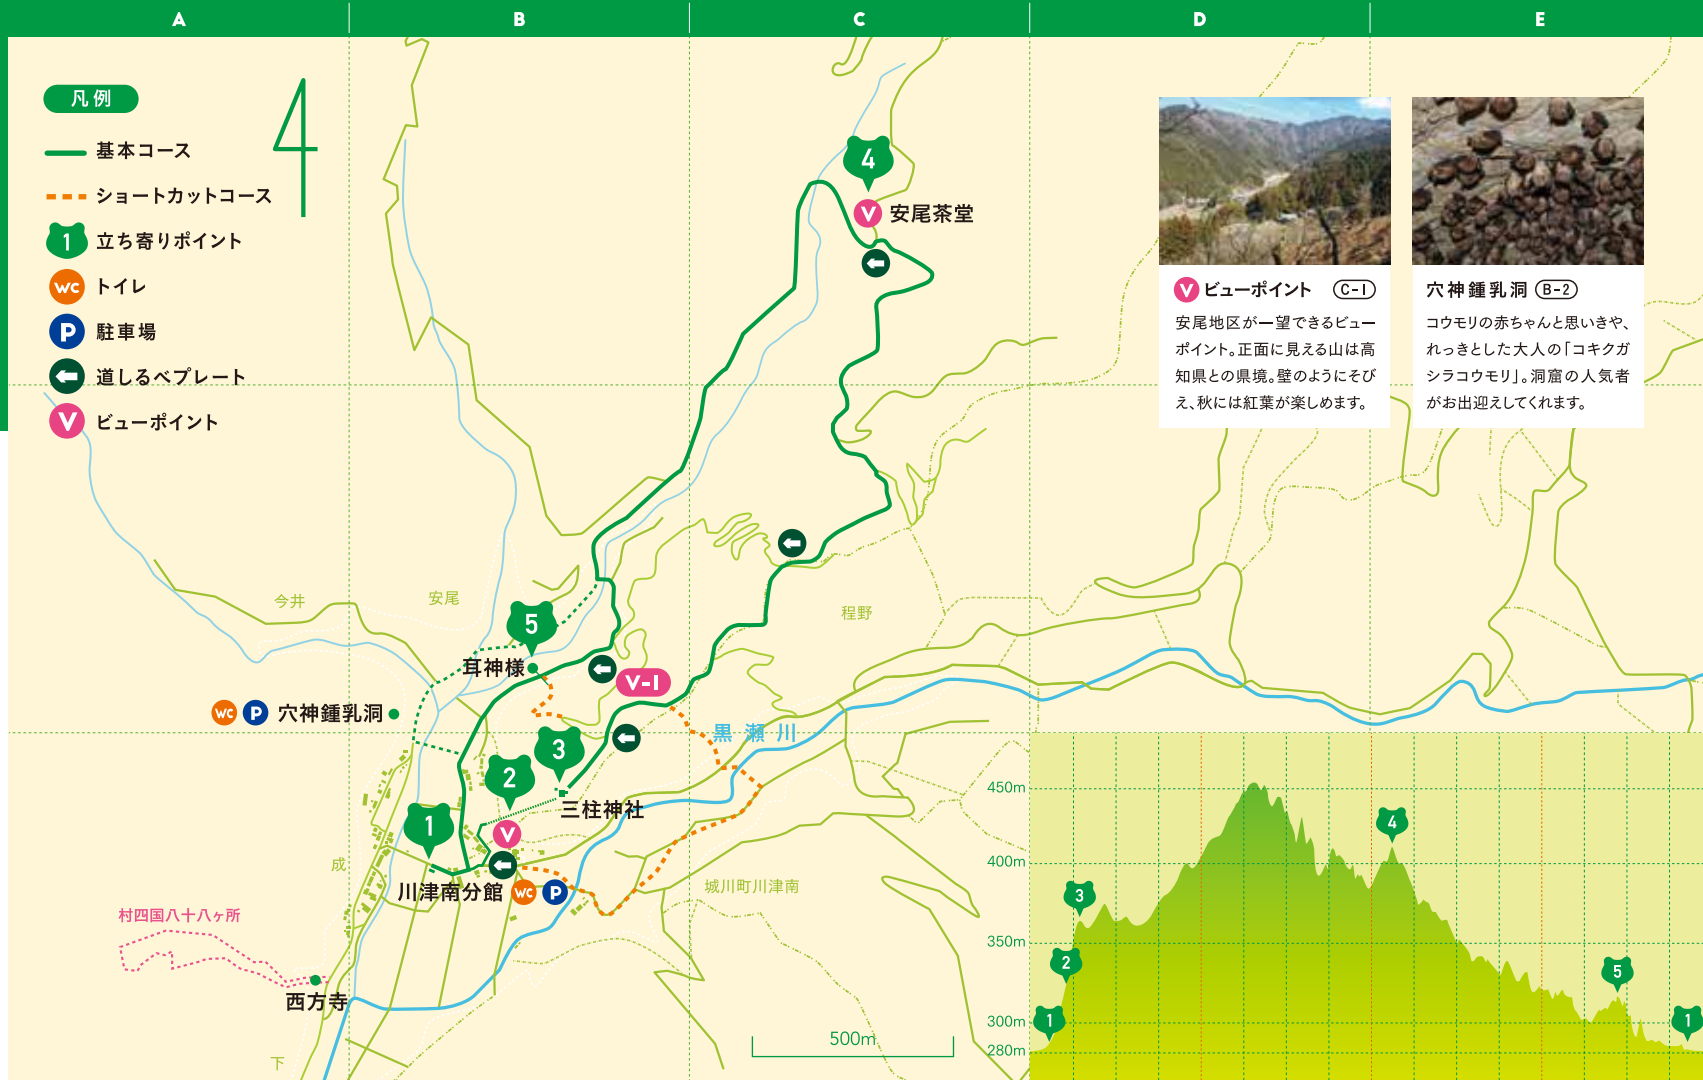 A B C D E
凡例
基本コース
ショートカットコース
1 立ち寄りポイント
WC トイレ
P 駐車場
道しるべプレート
V ビューポイント
4
V 安尾茶堂
V ビューポイント C-1
安尾地区が一望できるビュー
ポイント。正面に見える山は高
知県との県境。壁のようにそび
え、秋には紅葉が楽しめます。
穴神鍾乳洞 B-2
コウモリの赤ちゃんと思いきや、
れっきとした大人の「コキクガ
シラコウモリ」。洞窟の人気者
がお出迎えしてくれます。
今井
安尾
程野
5
耳神様
V-1
WC P 穴神鍾乳洞
黒瀬川
3
2
三柱神社
1
V
成
川津南分館 WC P
城川町川津南
村四国八十八ヶ所
西方寺
下
500m
450m
400m
350m
300m
280m
1
2
3
4
5
1